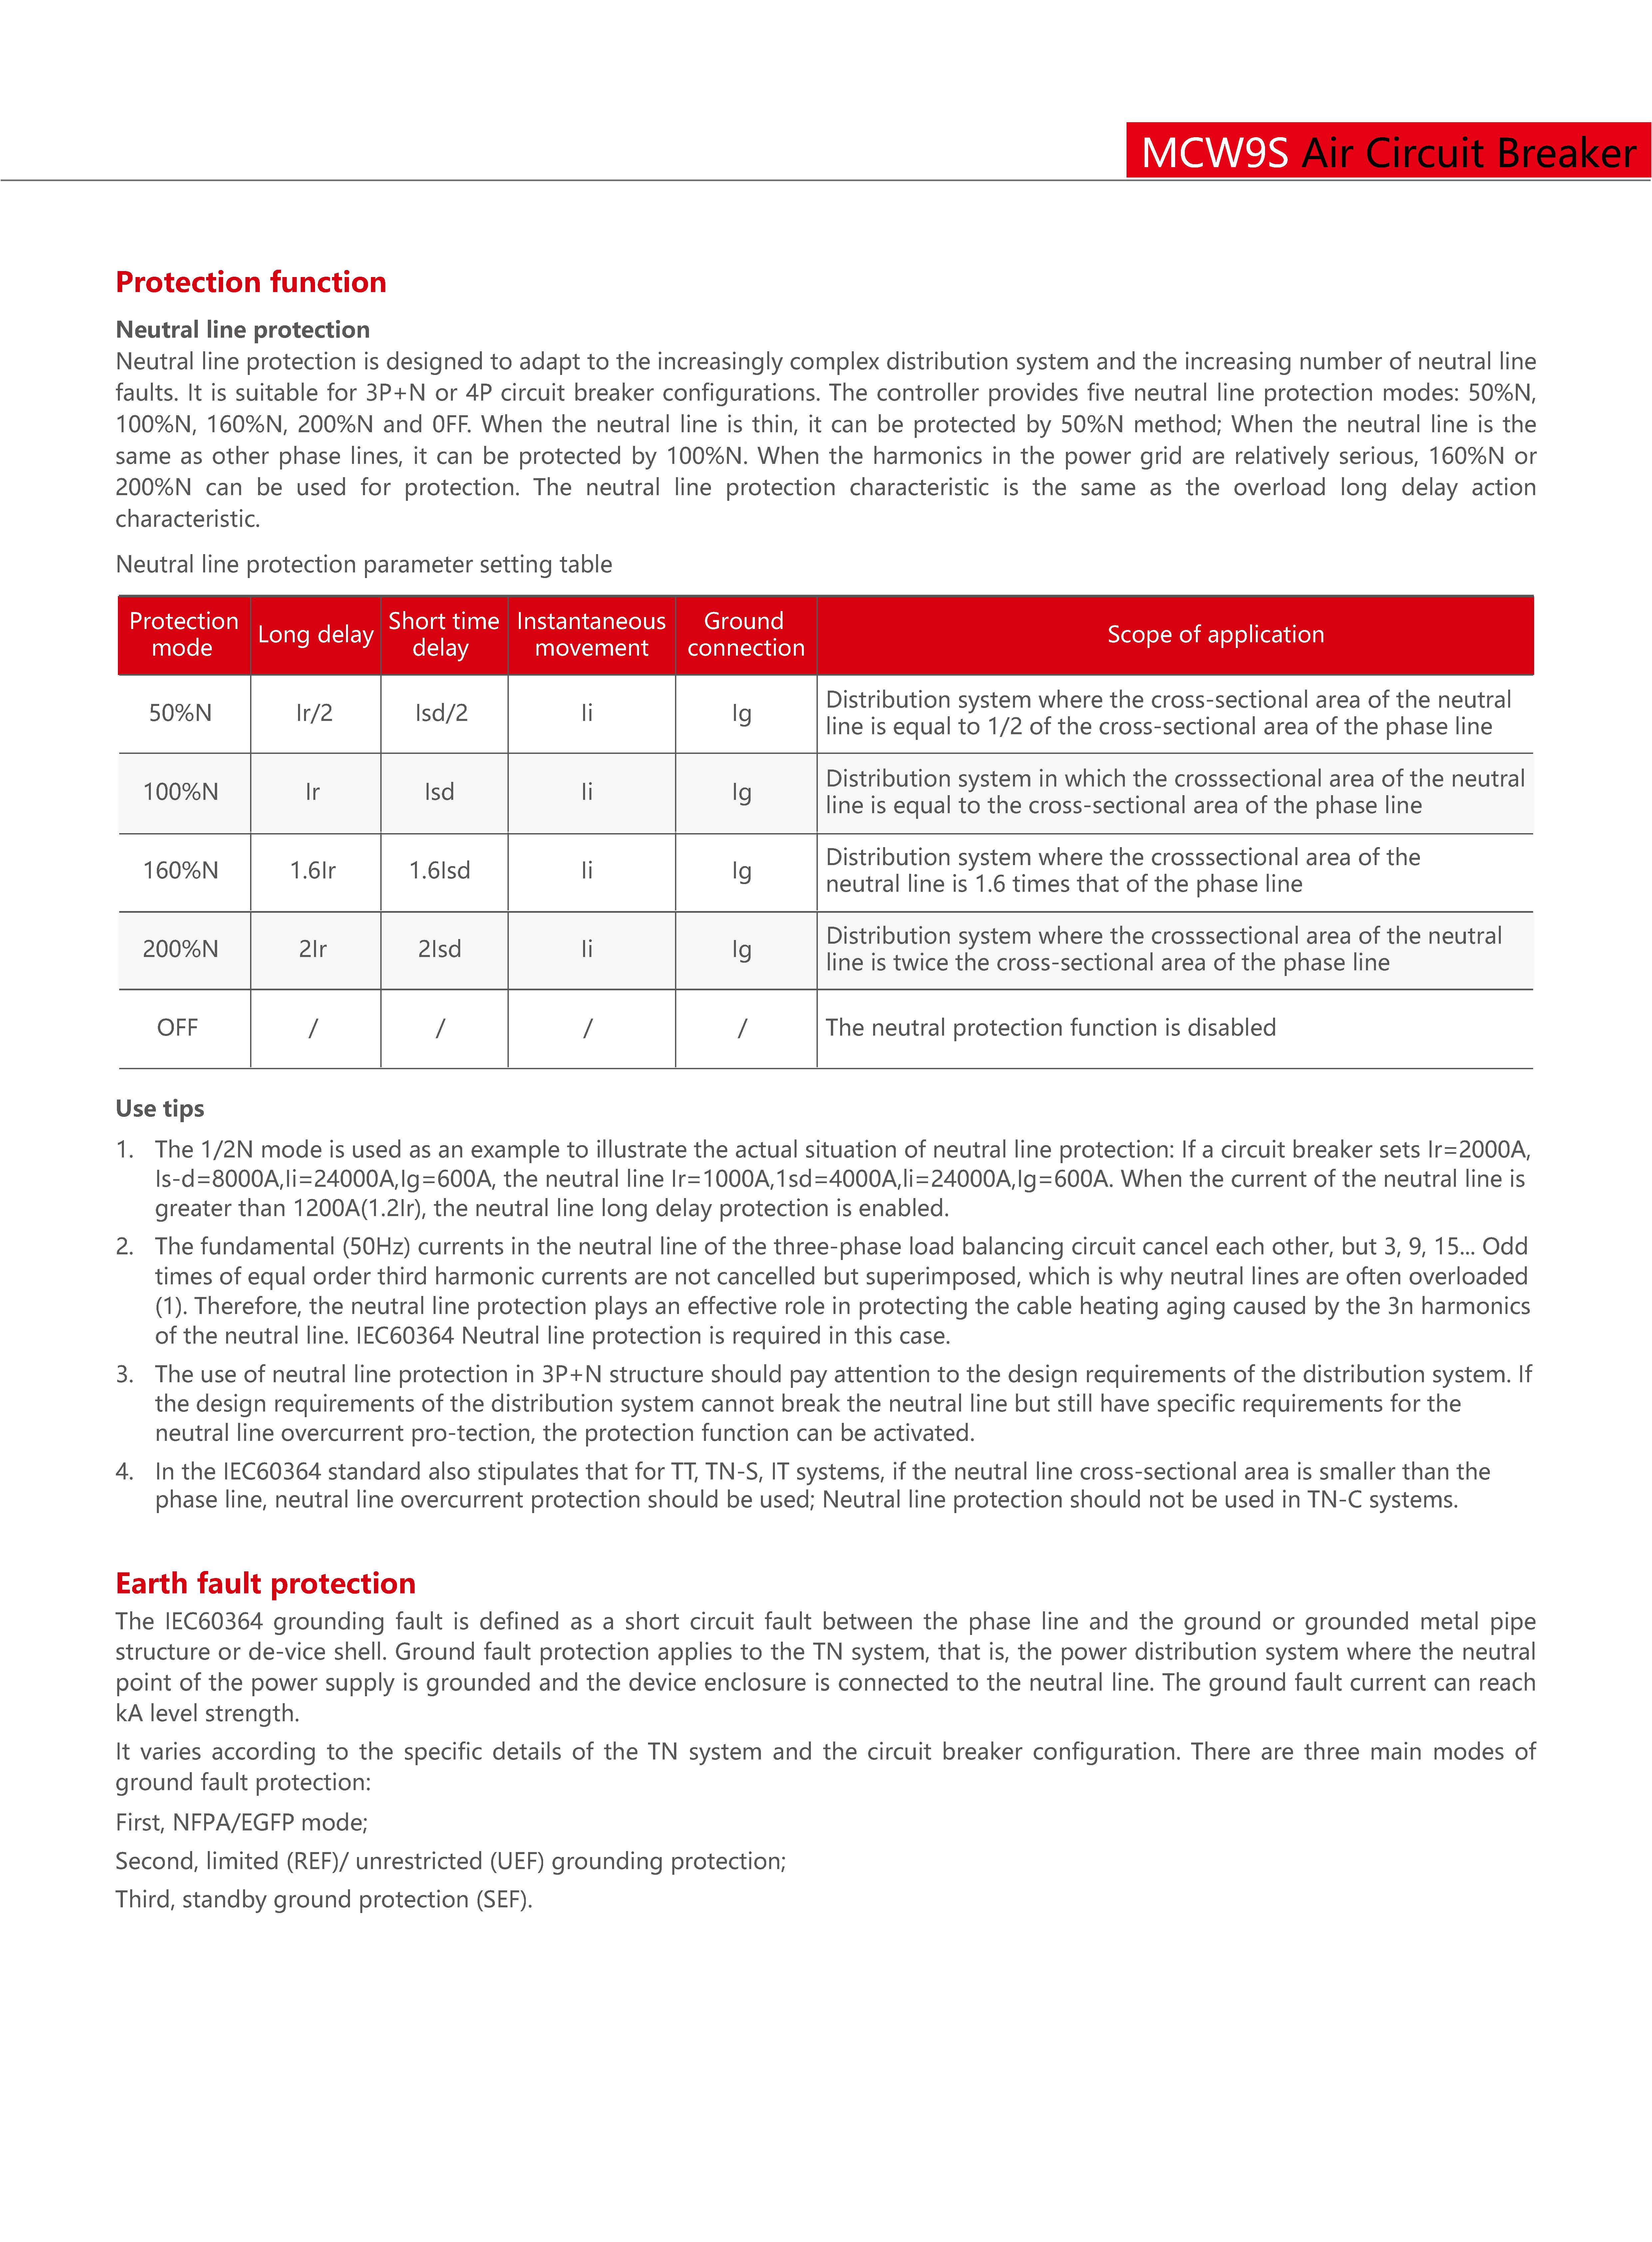 MCW9S Air Circuit Breaker
Protection function
Neutral line protection
Neutral line protection is designed to adapt to the increasingly complex distribution system and the increasing number of neutral line
faults. It is suitable for 3P+N or 4P circuit breaker configurations. The controller provides five neutral line protection modes: 50%N,
100%N, 160%N, 200%N and 0FF. When the neutral line is thin, it can be protected by 50%N method; When the neutral line is the
same as other phase lines, it can be protected by 100%N. When the harmonics in the power grid are relatively serious, 160%N or
200%N can be used for protection. The neutral line protection characteristic is the same as the overload long delay action
characteristic.
Neutral line protection parameter setting table
Protection mode | Long delay | Short time delay | Instantaneous movement | Ground connection | Scope of application
50%N | Ir/2 | Isd/2 | Ii | Ig | Distribution system where the cross-sectional area of the neutral
line is equal to 1/2 of the cross-sectional area of the phase line
100%N | Ir | Isd | Ii | Ig | Distribution system in which the crosssectional area of the neutral
line is equal to the cross-sectional area of the phase line
160%N | 1.6Ir | 1.6Isd | Ii | Ig | Distribution system where the crosssectional area of the
neutral line is 1.6 times that of the phase line
200%N | 2Ir | 2Isd | Ii | Ig | Distribution system where the crosssectional area of the neutral
line is twice the cross-sectional area of the phase line
OFF | / | / | / | / | The neutral protection function is disabled
Use tips
1. The 1/2N mode is used as an example to illustrate the actual situation of neutral line protection: If a circuit breaker sets Ir=2000A,
Is-d=8000A,Ii=24000A,Ig=600A, the neutral line Ir=1000A,1sd=4000A,li=24000A,Ig=600A. When the current of the neutral line is
greater than 1200A(1.2Ir), the neutral line long delay protection is enabled.
2. The fundamental (50Hz) currents in the neutral line of the three-phase load balancing circuit cancel each other, but 3, 9, 15... Odd
times of equal order third harmonic currents are not cancelled but superimposed, which is why neutral lines are often overloaded
(1). Therefore, the neutral line protection plays an effective role in protecting the cable heating aging caused by the 3n harmonics
of the neutral line. IEC60364 Neutral line protection is required in this case.
3. The use of neutral line protection in 3P+N structure should pay attention to the design requirements of the distribution system. If
the design requirements of the distribution system cannot break the neutral line but still have specific requirements for the
neutral line overcurrent pro-tection, the protection function can be activated.
4. In the IEC60364 standard also stipulates that for TT, TN-S, IT systems, if the neutral line cross-sectional area is smaller than the
phase line, neutral line overcurrent protection should be used; Neutral line protection should not be used in TN-C systems.
Earth fault protection
The IEC60364 grounding fault is defined as a short circuit fault between the phase line and the ground or grounded metal pipe
structure or de-vice shell. Ground fault protection applies to the TN system, that is, the power distribution system where the neutral
point of the power supply is grounded and the device enclosure is connected to the neutral line. The ground fault current can reach
kA level strength.
It varies according to the specific details of the TN system and the circuit breaker configuration. There are three main modes of
ground fault protection:
First, NFPA/EGFP mode;
Second, limited (REF)/ unrestricted (UEF) grounding protection;
Third, standby ground protection (SEF).